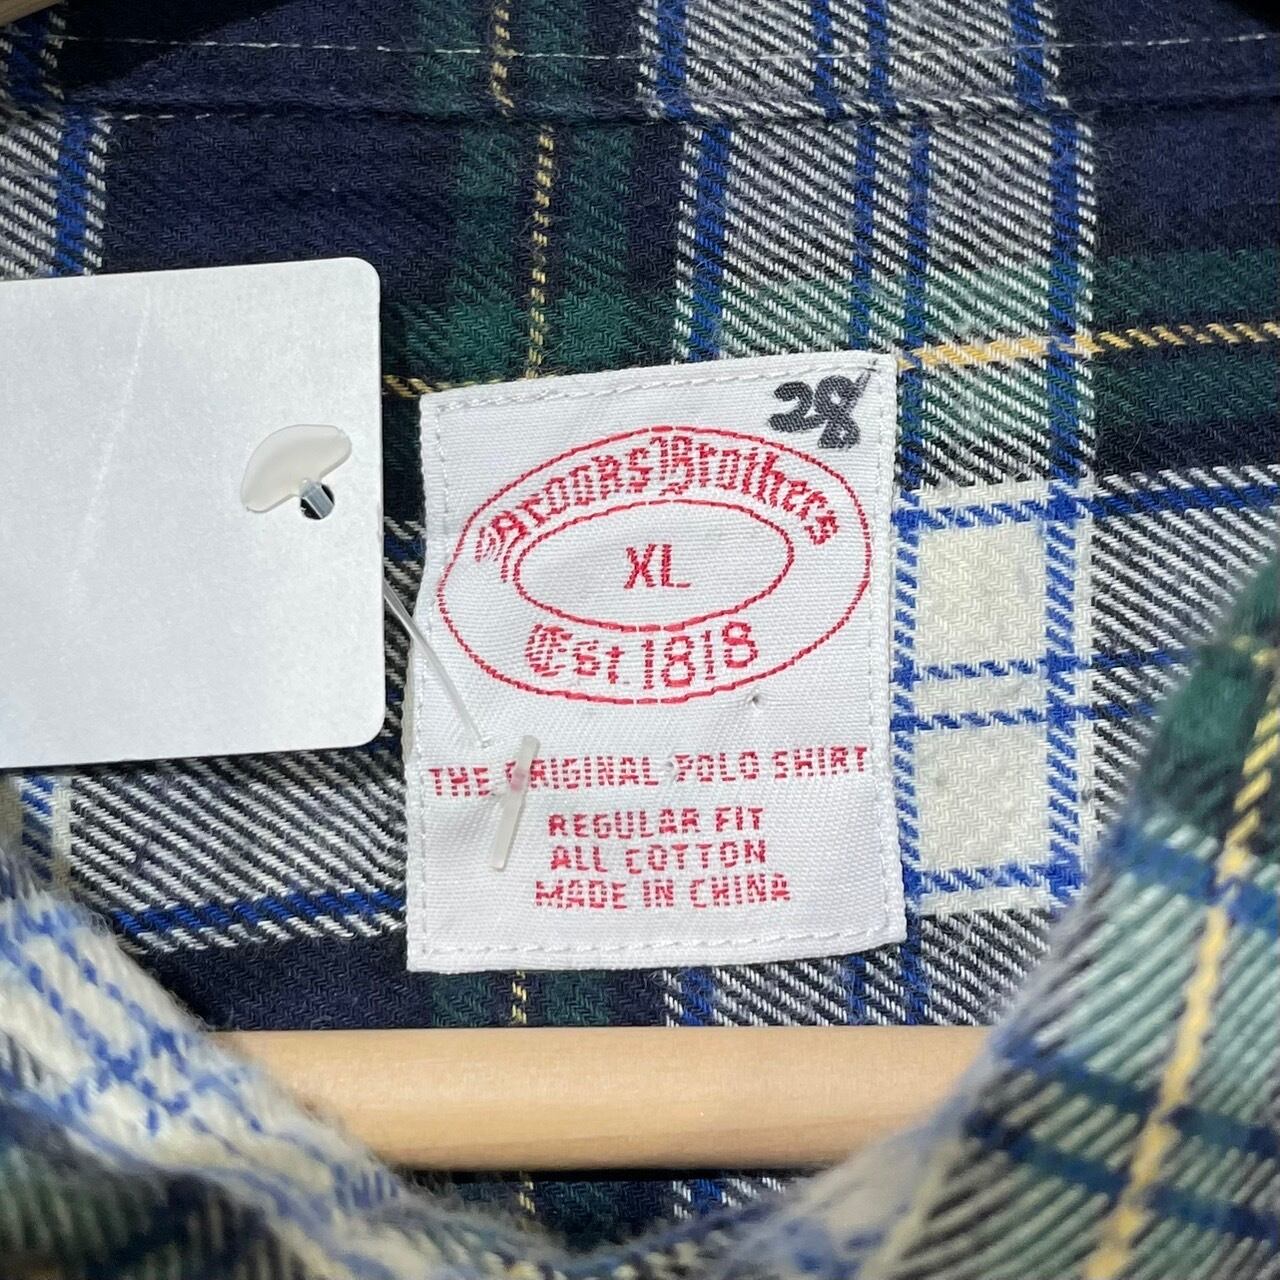 28
Brooks Brothers
XL
Est. 1818
THE ORIGINAL POLO SHIRT
REGULAR FIT
ALL COTTON
MADE IN CHINA